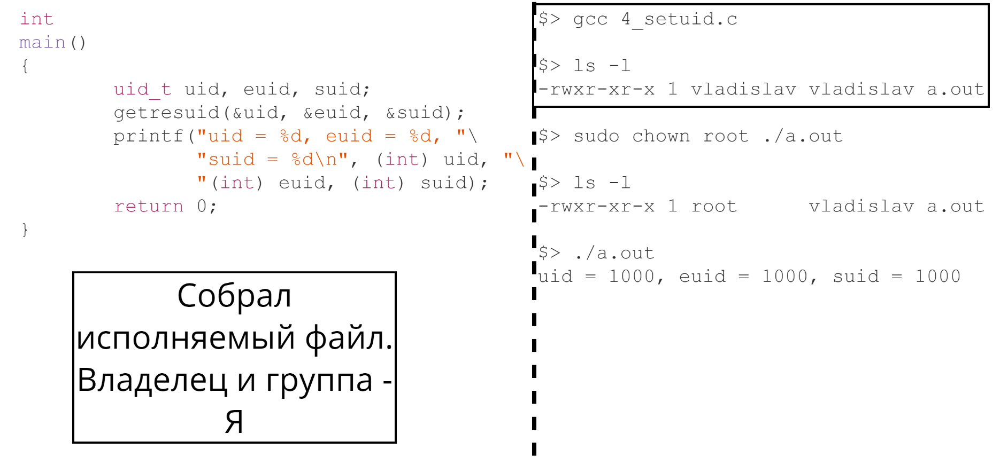 int
main()
{
uid_t uid, euid, suid;
getresuid(&uid, &euid, &suid);
printf("uid = %d, euid = %d, "\
"suid = %d\n", (int) uid, "\
"(int) euid, (int) suid);
return 0;
}
Собрал
исполняемый файл.
Владелец и группа -
Я
$> gcc 4_setuid.c
$> ls -l
-rwxr-xr-x 1 vladislav vladislav a.out
$> sudo chown root ./a.out
$> ls -l
-rwxr-xr-x 1 root vladislav a.out
$> ./a.out
uid = 1000, euid = 1000, suid = 1000